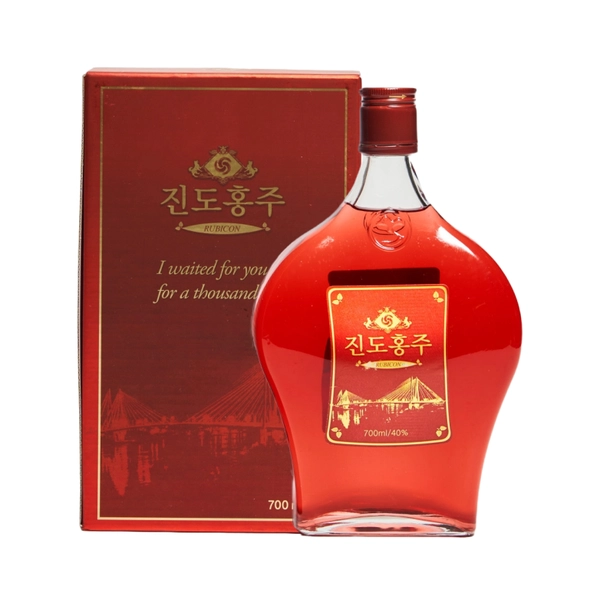 진도홍주
RUBICON
I waited for you
for a thousand
700
진도홍주
RUBICON
700ml/40%